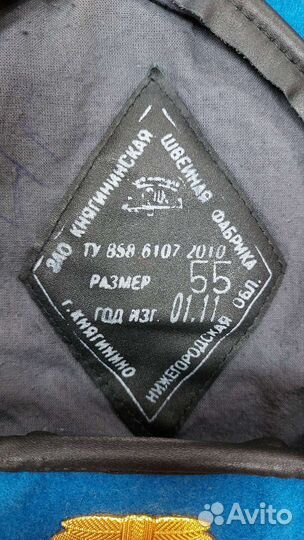 ЗАО КНЯГИНИНСКАЯ
ШВЕЙНАЯ ФАБРИКА
ТУ 858 6107 2010
РАЗМЕР 55
ГОД ИЗГ. 01.11
г. КНЯГИНИНО
НИЖЕГОРОДСКАЯ ОБЛ.
Avito